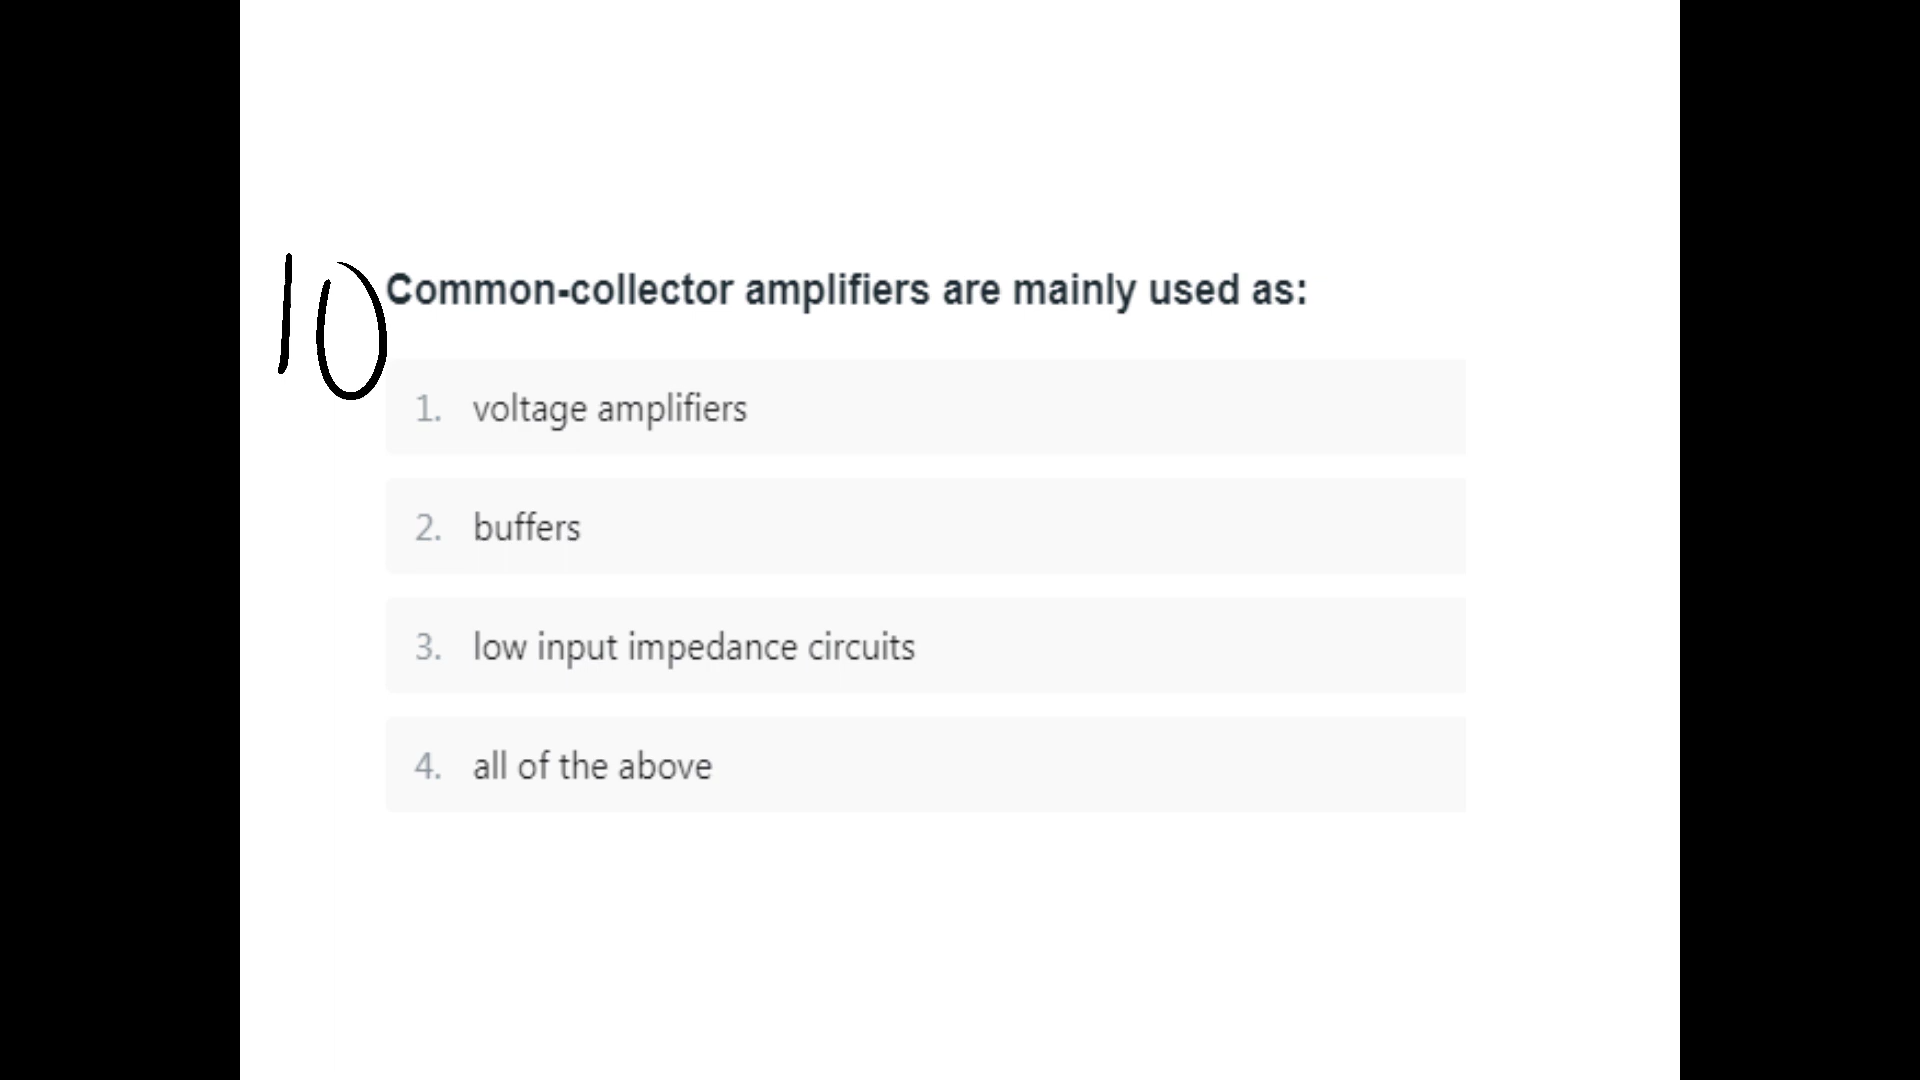 10
Common-collector amplifiers are mainly used as:
1. voltage amplifiers
2. buffers
3. low input impedance circuits
4. all of the above